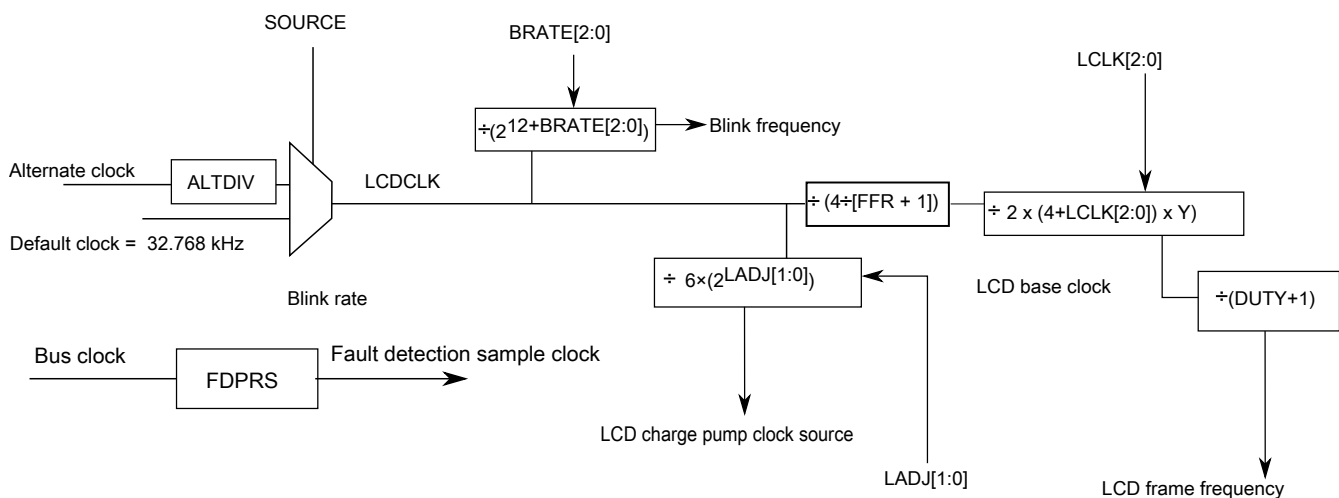 SOURCE
BRATE[2:0]
LCLK[2:0]
÷(2^12+BRATE[2:0])
Blink frequency
Alternate clock
ALTDIV
LCDCLK
÷ (4÷[FFR + 1])
÷ 2 x (4+LCLK[2:0]) x Y)
Default clock = 32.768 kHz
÷ 6×(2^LADJ[1:0])
LCD base clock
Blink rate
÷(DUTY+1)
Bus clock
FDPRS
Fault detection sample clock
LCD charge pump clock source
LADJ[1:0]
LCD frame frequency